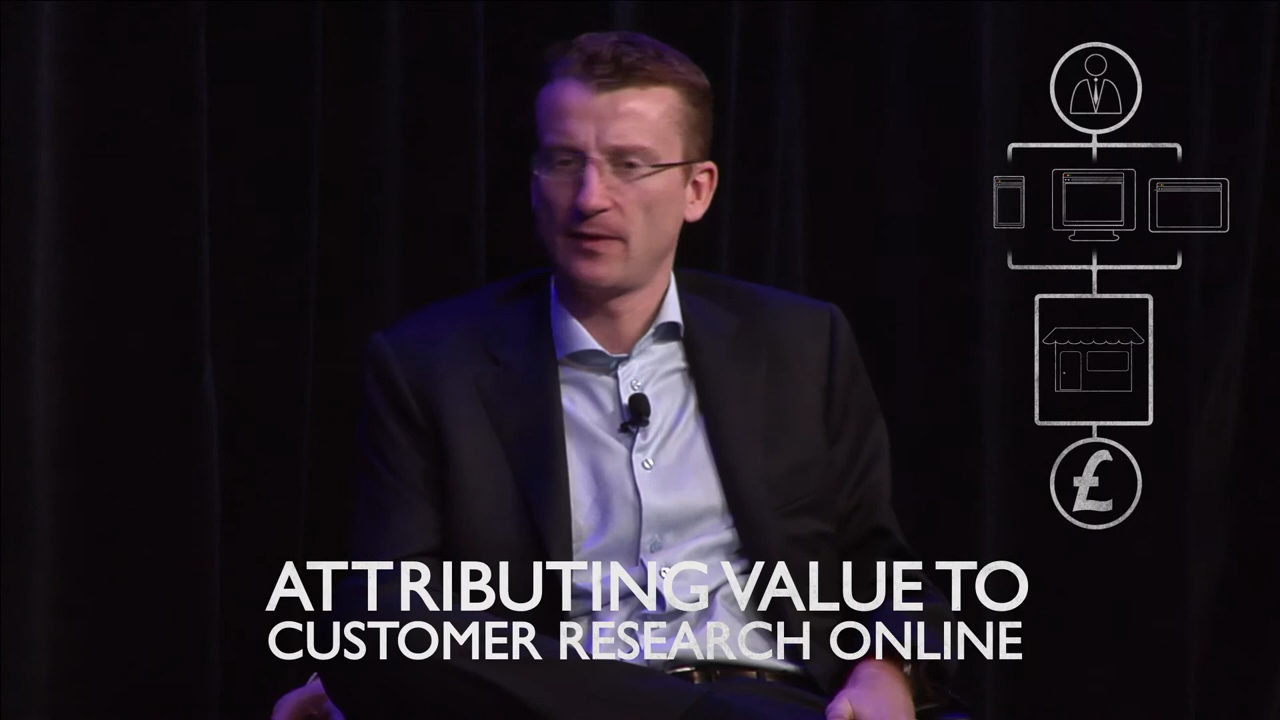 £
ATTRIBUTING VALUE TO
CUSTOMER RESEARCH ONLINE